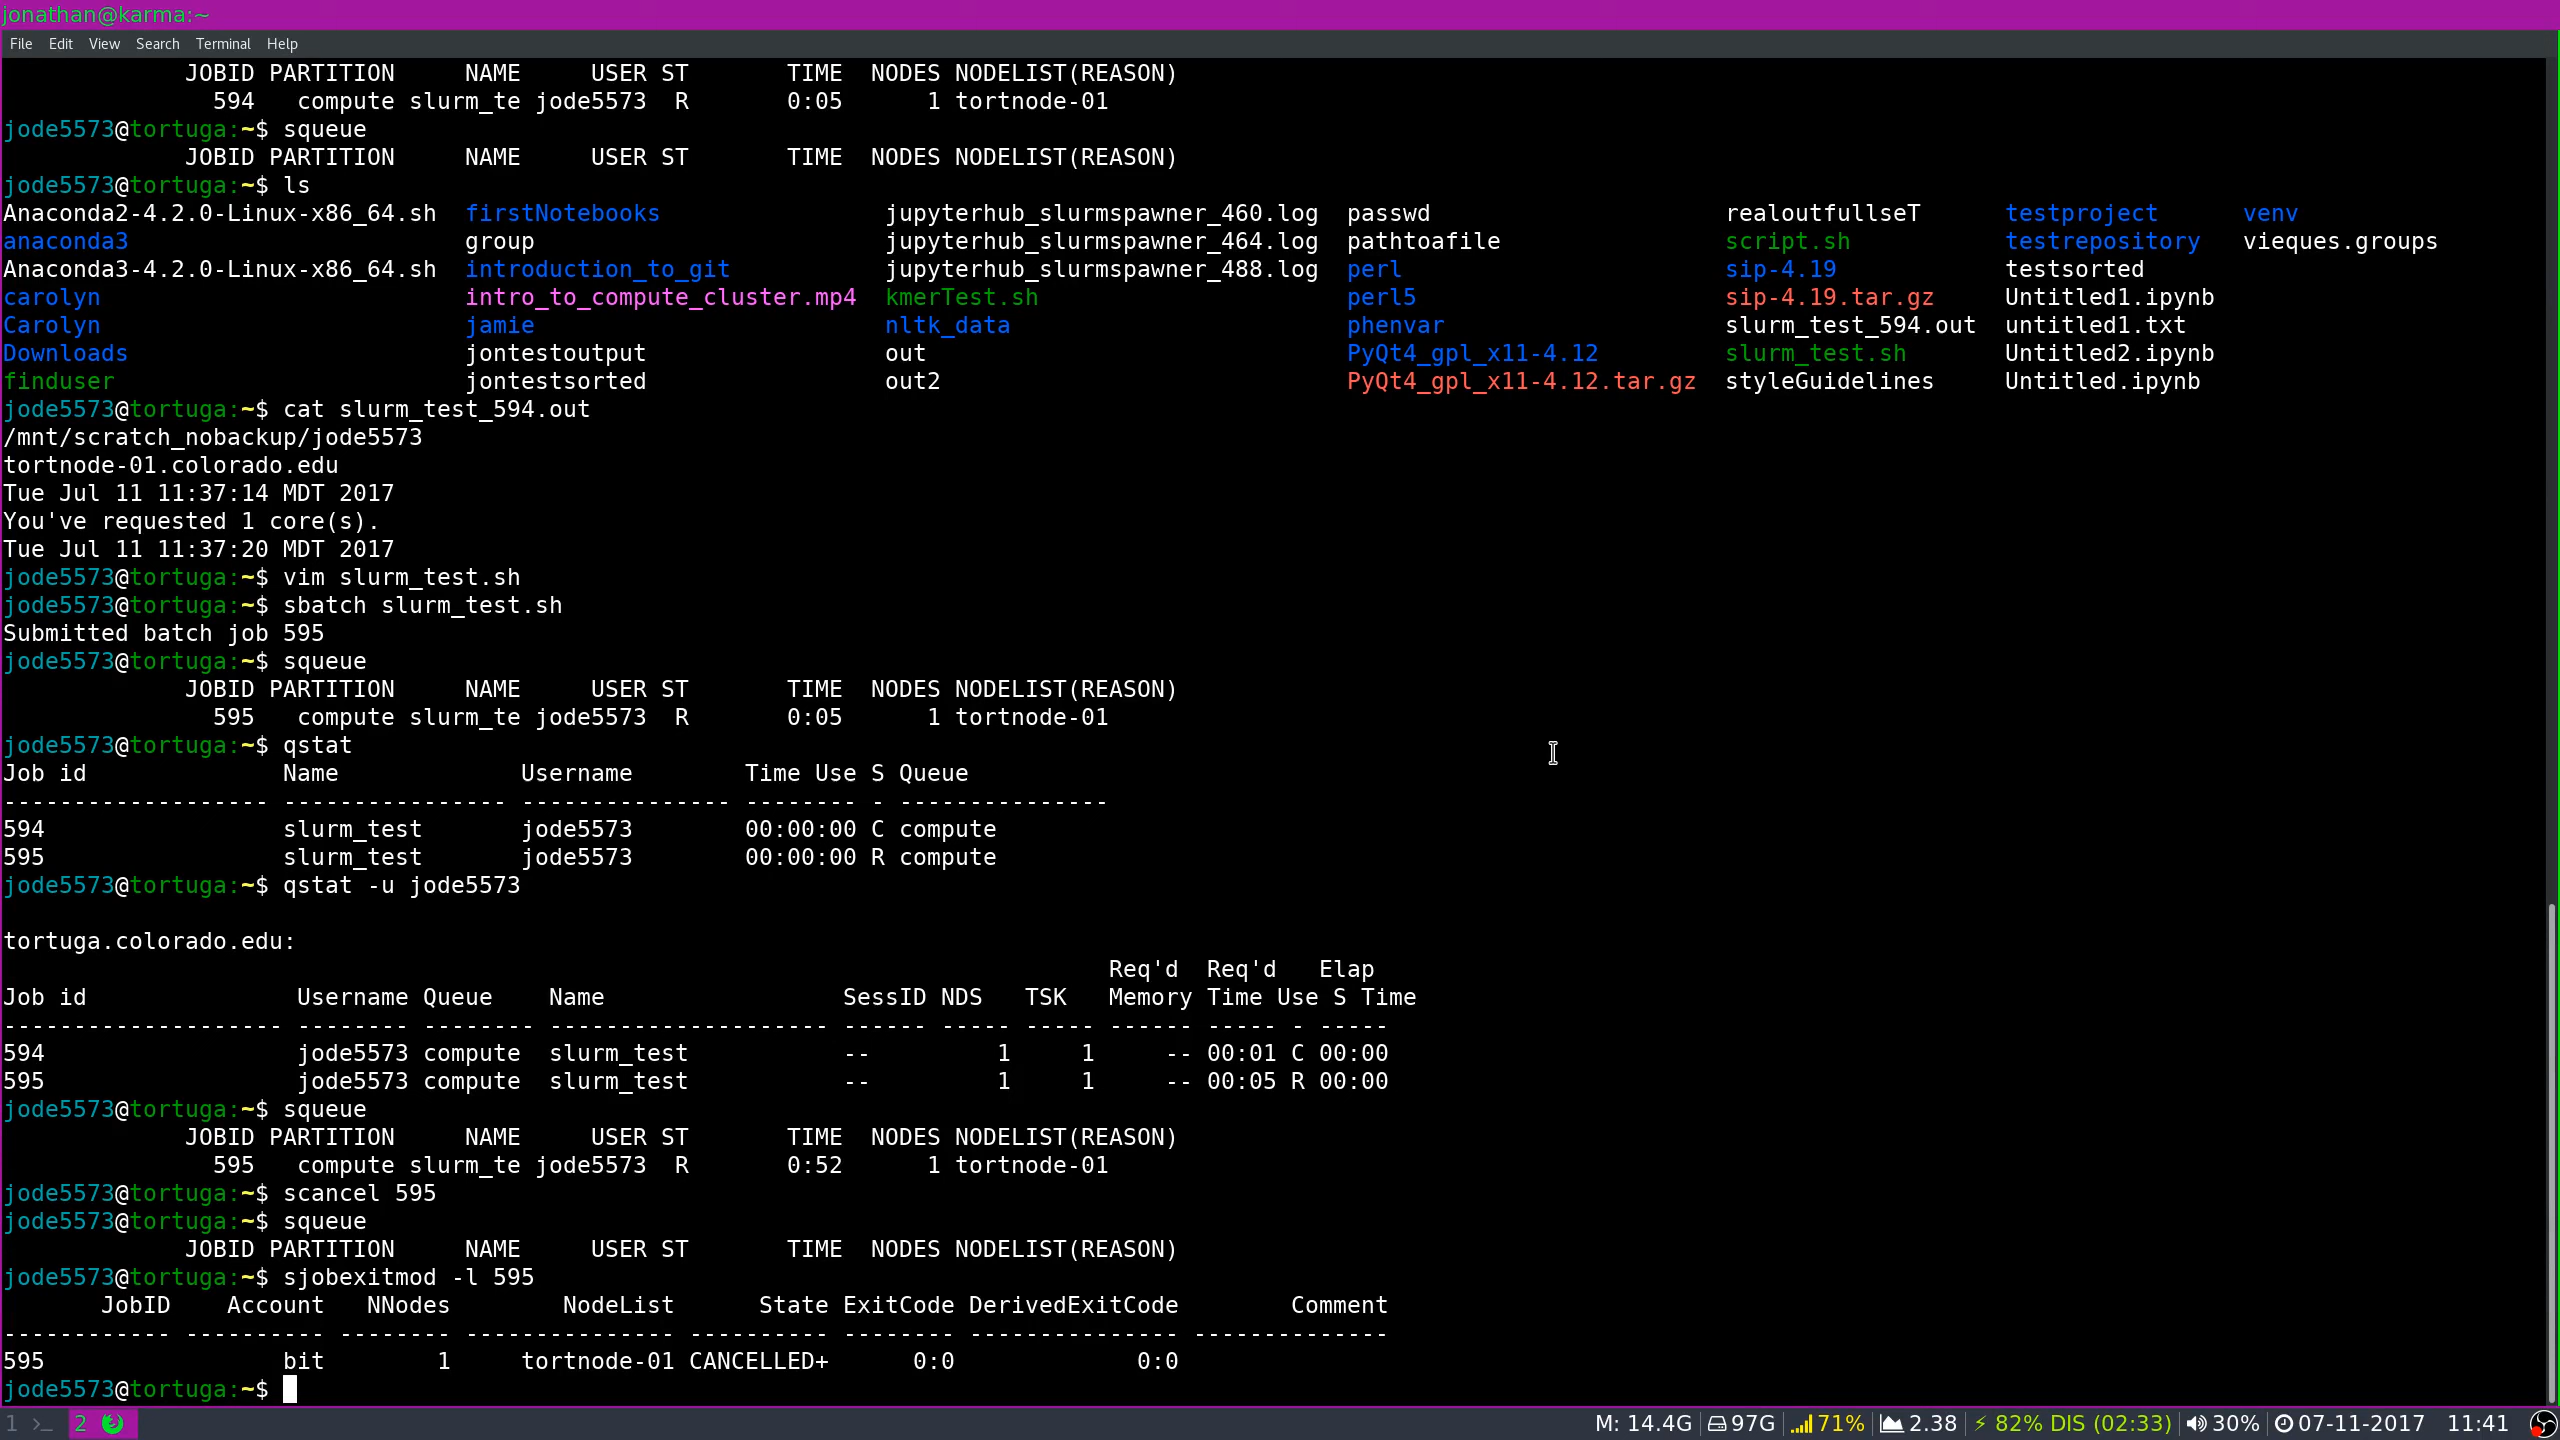 jonathan@karma:~
File Edit View Search Terminal Help
             JOBID PARTITION     NAME     USER ST       TIME  NODES NODELIST(REASON)
               594   compute slurm_te jode5573  R       0:05      1 tortnode-01
jode5573@tortuga:~$ squeue
             JOBID PARTITION     NAME     USER ST       TIME  NODES NODELIST(REASON)
jode5573@tortuga:~$ ls
Anaconda2-4.2.0-Linux-x86_64.sh  firstNotebooks                jupyterhub_slurmspawner_460.log  passwd                     realoutfullseT      testproject     venv
anaconda3                        group                         jupyterhub_slurmspawner_464.log  pathtoafile                script.sh           testrepository  vieques.groups
Anaconda3-4.2.0-Linux-x86_64.sh  introduction_to_git           jupyterhub_slurmspawner_488.log  perl                       sip-4.19            testsorted
carolyn                          intro_to_compute_cluster.mp4  kmerTest.sh                      perl5                      sip-4.19.tar.gz     Untitled1.ipynb
Carolyn                          jamie                         nltk_data                        phenvar                    slurm_test_594.out  untitled1.txt
Downloads                        jontestoutput                 out                              PyQt4_gpl_x11-4.12         slurm_test.sh       Untitled2.ipynb
finduser                         jontestsorted                 out2                             PyQt4_gpl_x11-4.12.tar.gz  styleGuidelines     Untitled.ipynb
jode5573@tortuga:~$ cat slurm_test_594.out
/mnt/scratch_nobackup/jode5573
tortnode-01.colorado.edu
Tue Jul 11 11:37:14 MDT 2017
You've requested 1 core(s).
Tue Jul 11 11:37:20 MDT 2017
jode5573@tortuga:~$ vim slurm_test.sh
jode5573@tortuga:~$ sbatch slurm_test.sh
Submitted batch job 595
jode5573@tortuga:~$ squeue
             JOBID PARTITION     NAME     USER ST       TIME  NODES NODELIST(REASON)
               595   compute slurm_te jode5573  R       0:05      1 tortnode-01
jode5573@tortuga:~$ qstat
Job id              Name             Username        Time Use S Queue
------------------- ---------------- --------------- -------- - ---------------
594                 slurm_test       jode5573        00:00:00 C compute
595                 slurm_test       jode5573        00:00:00 R compute
jode5573@tortuga:~$ qstat -u jode5573
tortuga.colorado.edu:
                                                                               Req'd  Req'd   Elap
Job id               Username Queue    Name                 SessID NDS   TSK   Memory Time Use S Time
-------------------- -------- -------- -------------------- ------ ----- ----- ------ ----- - -----
594                  jode5573 compute  slurm_test           --         1     1     -- 00:01 C 00:00
595                  jode5573 compute  slurm_test           --         1     1     -- 00:05 R 00:00
jode5573@tortuga:~$ squeue
             JOBID PARTITION     NAME     USER ST       TIME  NODES NODELIST(REASON)
               595   compute slurm_te jode5573  R       0:52      1 tortnode-01
jode5573@tortuga:~$ scancel 595
jode5573@tortuga:~$ squeue
             JOBID PARTITION     NAME     USER ST       TIME  NODES NODELIST(REASON)
jode5573@tortuga:~$ sjobexitmod -l 595
       JobID    Account   NNodes        NodeList      State ExitCode DerivedExitCode        Comment
------------ ---------- -------- --------------- ---------- -------- --------------- --------------
595                 bit        1     tortnode-01 CANCELLED+      0:0             0:0
jode5573@tortuga:~$
1 >_ 2 M: 14.4G 97G 71% 2.38 ⚡ 82% DIS (02:33) 30% 07-11-2017 11:41